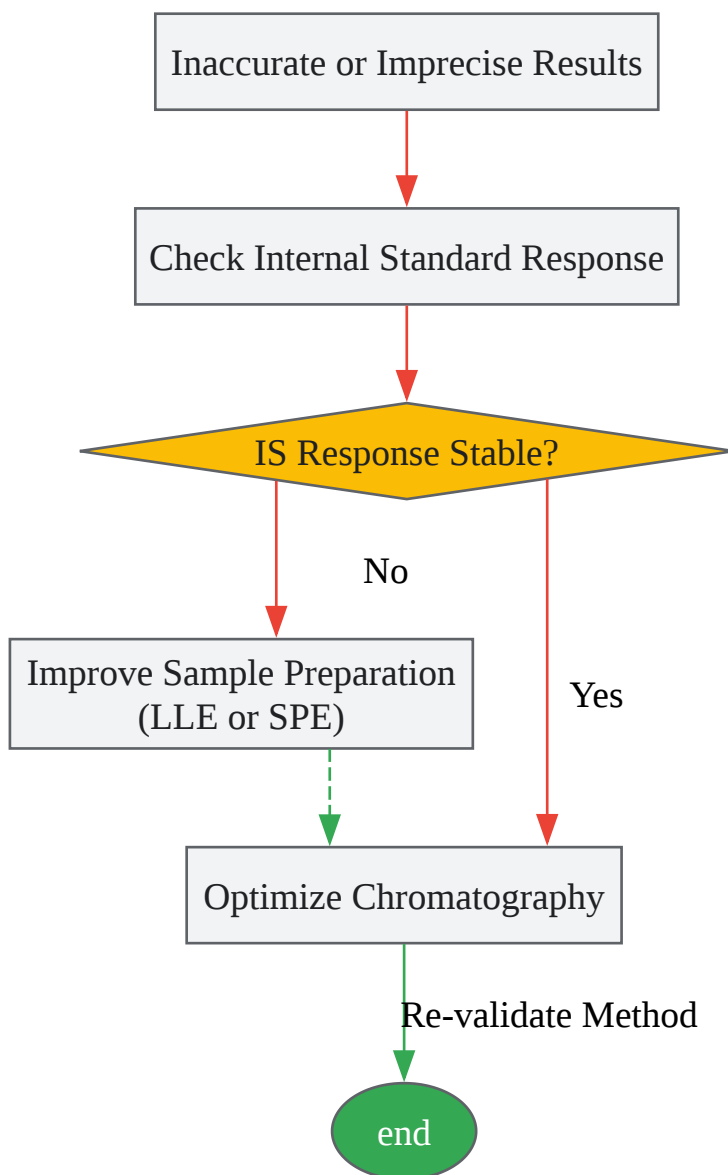 Inaccurate or Imprecise Results
Check Internal Standard Response
IS Response Stable?
No
Improve Sample Preparation
(LLE or SPE)
Yes
Optimize Chromatography
Re-validate Method
end